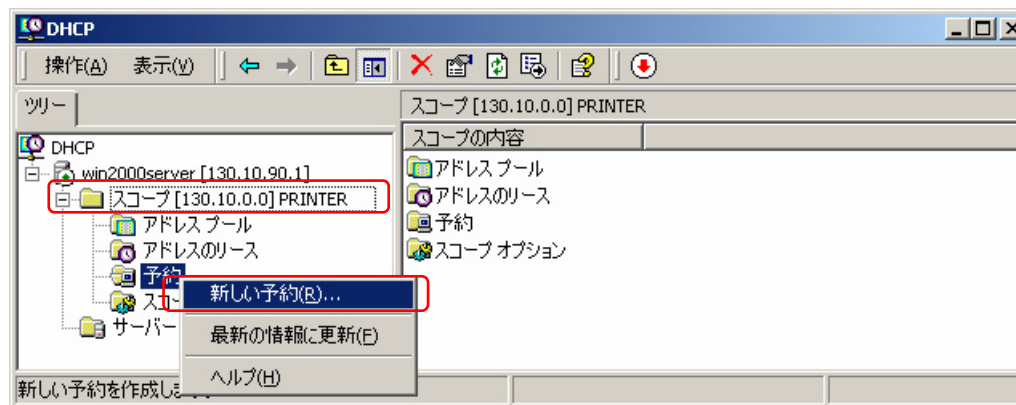 DHCP
操作(A) 表示(V)
ツリー
スコープ [130.10.0.0] PRINTER
DHCP
win2000server [130.10.90.1]
スコープ [130.10.0.0] PRINTER
アドレス プール
アドレスのリース
予約
スコー
サーバー
スコープの内容
アドレス プール
アドレスのリース
予約
スコープ オプション
新しい予約(R)...
最新の情報に更新(F)
ヘルプ(H)
新しい予約を作成し